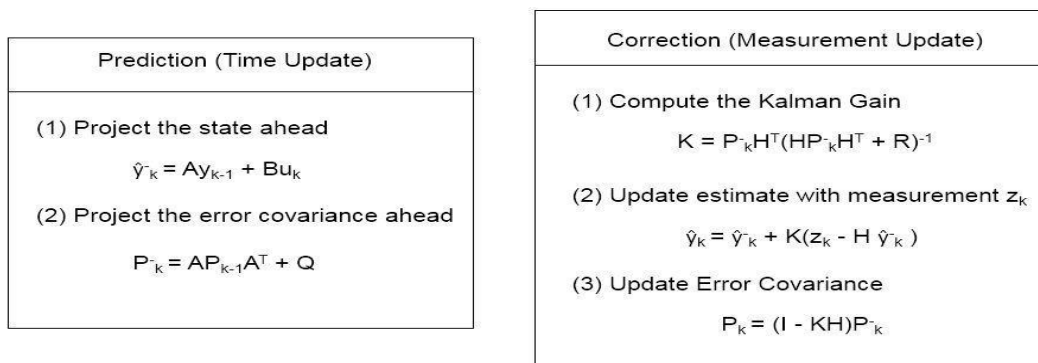 Prediction (Time Update)
(1) Project the state ahead
ŷ⁻ₖ = Ayₖ₋₁ + Buₖ
(2) Project the error covariance ahead
P⁻ₖ = APₖ₋₁Aᵀ + Q
Correction (Measurement Update)
(1) Compute the Kalman Gain
K = P⁻ₖHᵀ(HP⁻ₖHᵀ + R)⁻¹
(2) Update estimate with measurement zₖ
ŷₖ = ŷ⁻ₖ + K(zₖ - H ŷ⁻ₖ )
(3) Update Error Covariance
Pₖ = (I - KH)P⁻ₖ